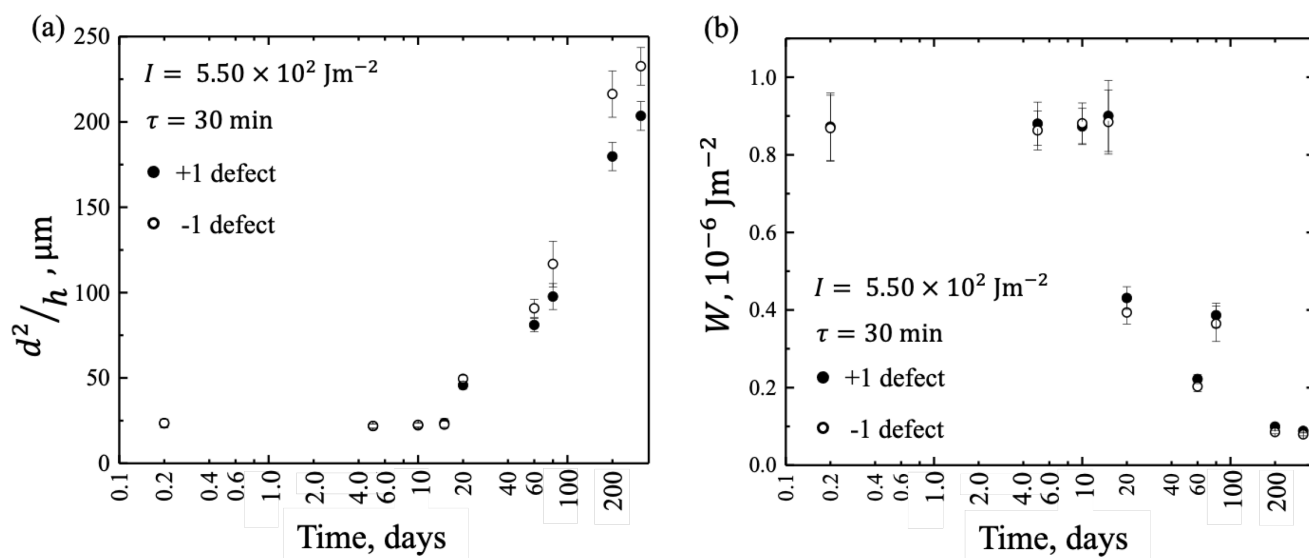 (a)
250
200
150
100
50
0
d²/h , μm
I = 5.50 × 10² Jm⁻²
τ = 30 min
+1 defect
-1 defect
0.1 0.2 0.4 0.6 1.0 2.0 4.0 6.0 10 20 40 60 100 200
Time, days
(b)
1.0
0.8
0.6
0.4
0.2
0.0
W, 10⁻⁶ Jm⁻²
I = 5.50 × 10² Jm⁻²
τ = 30 min
+1 defect
-1 defect
0.1 0.2 0.4 0.6 1.0 2.0 4.0 6.0 10 20 40 60 100 200
Time, days